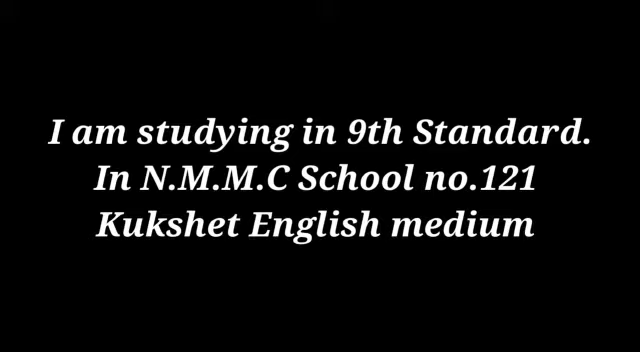 I am studying in 9th Standard.
In N.M.M.C School no.121
Kukshet English medium